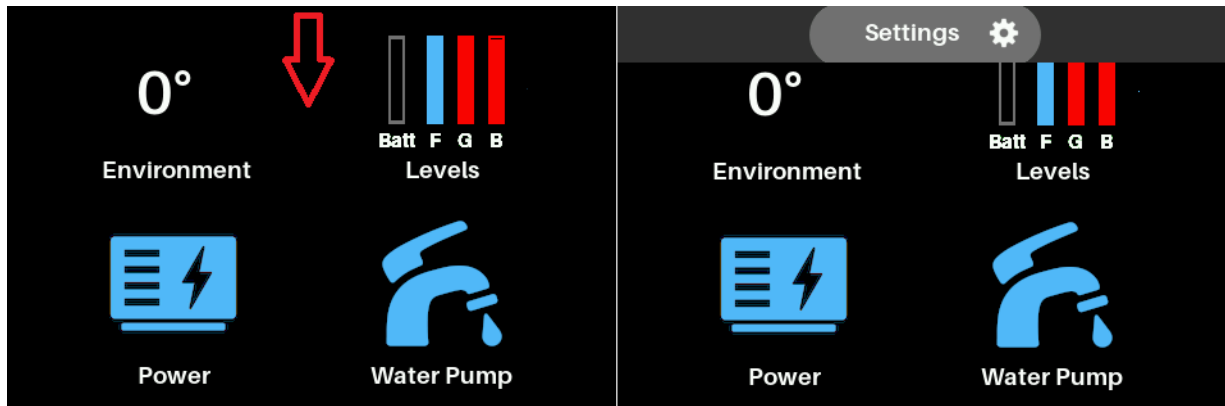 0°
Batt F G B
Environment
Levels
Power
Water Pump
Settings
0°
Batt F G B
Environment
Levels
Power
Water Pump